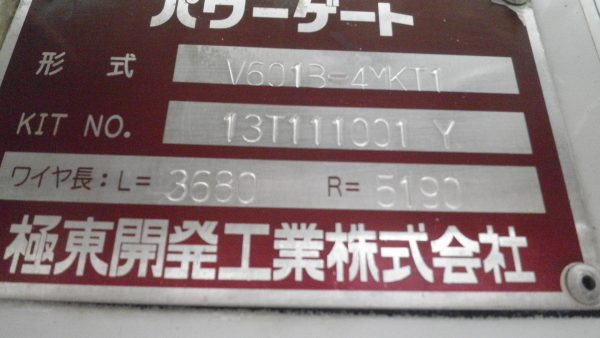 パワーゲート
形式 V601B-4MKT1
KIT NO. 13T111001 Y
ワイヤ長：L= 3680 R= 5190
極東開発工業株式会社